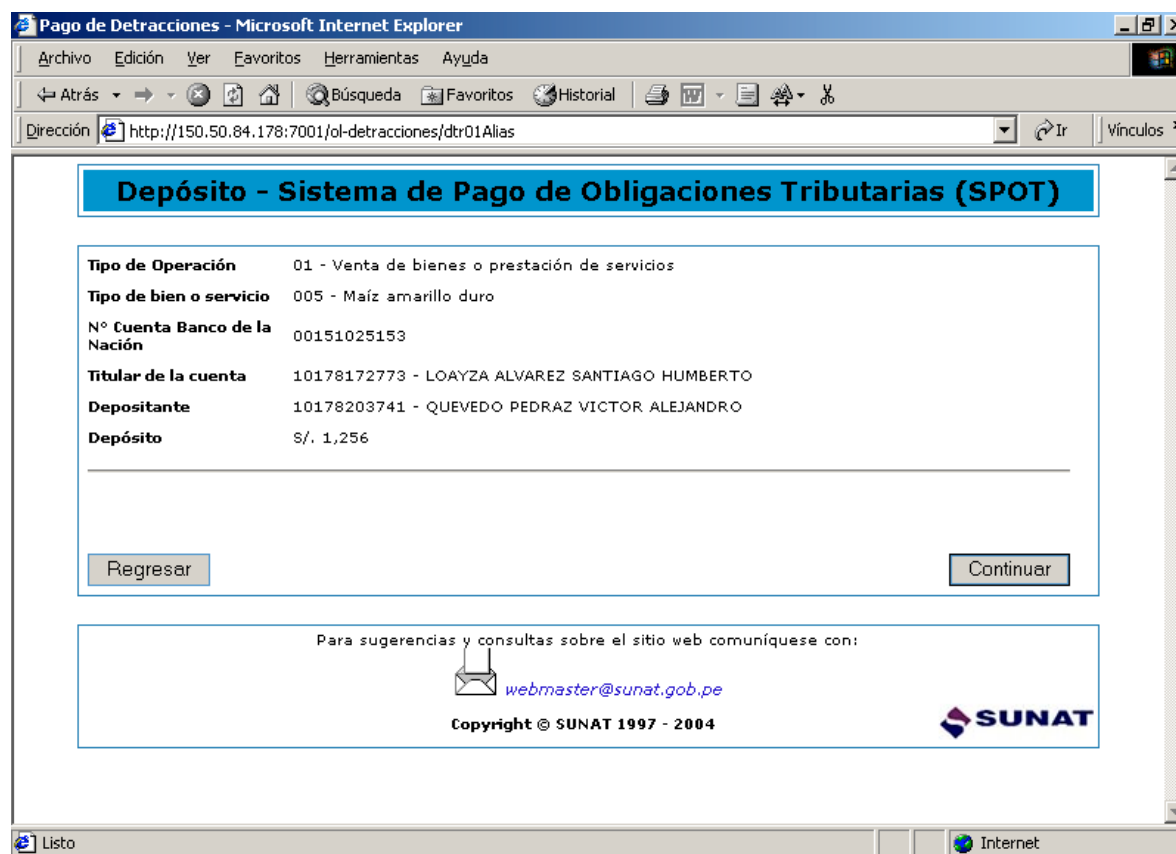 Pago de Detracciones - Microsoft Internet Explorer
Archivo Edición Ver Favoritos Herramientas Ayuda
Atrás Búsqueda Favoritos Historial
Dirección http://150.50.84.178:7001/ol-detracciones/dtr01Alias Ir Vínculos
Depósito - Sistema de Pago de Obligaciones Tributarias (SPOT)
Tipo de Operación 01 - Venta de bienes o prestación de servicios
Tipo de bien o servicio 005 - Maíz amarillo duro
Nº Cuenta Banco de la
Nación 00151025153
Titular de la cuenta 10178172773 - LOAYZA ALVAREZ SANTIAGO HUMBERTO
Depositante 10178203741 - QUEVEDO PEDRAZ VICTOR ALEJANDRO
Depósito S/. 1,256
Regresar Continuar
Para sugerencias y consultas sobre el sitio web comuníquese con:
webmaster@sunat.gob.pe
Copyright © SUNAT 1997 - 2004
SUNAT
Listo Internet